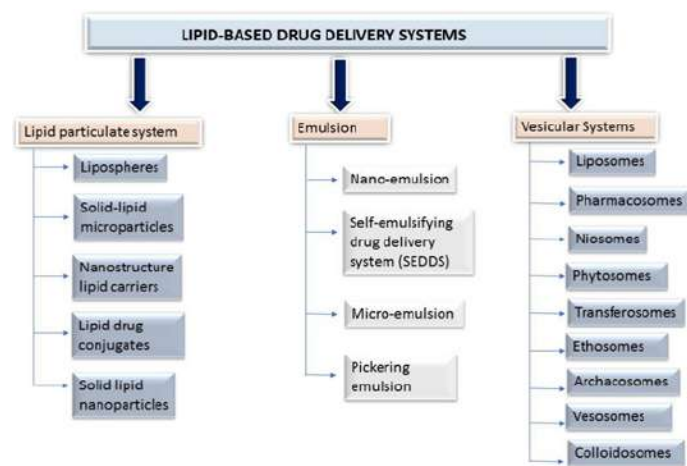 LIPID-BASED DRUG DELIVERY SYSTEMS
Lipid particulate system
Lipospheres
Solid-lipid
microparticles
Nanostructure
lipid carriers
Lipid drug
conjugates
Solid lipid
nanoparticles
Emulsion
Nano-emulsion
Self-emulsifying
drug delivery
system (SEDDS)
Micro-emulsion
Pickering
emulsion
Vesicular Systems
Liposomes
Pharmacosomes
Niosomes
Phytosomes
Transferosomes
Ethosomes
Archacosomes
Vesosomes
Colloidosomes